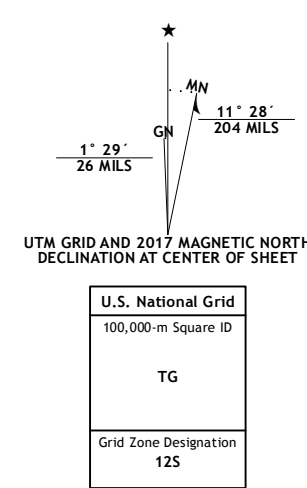 ★
MN
GN
11° 28´
204 MILS
1° 29´
26 MILS
UTM GRID AND 2017 MAGNETIC NORTH
DECLINATION AT CENTER OF SHEET
U.S. National Grid
100,000-m Square ID
TG
Grid Zone Designation
12S